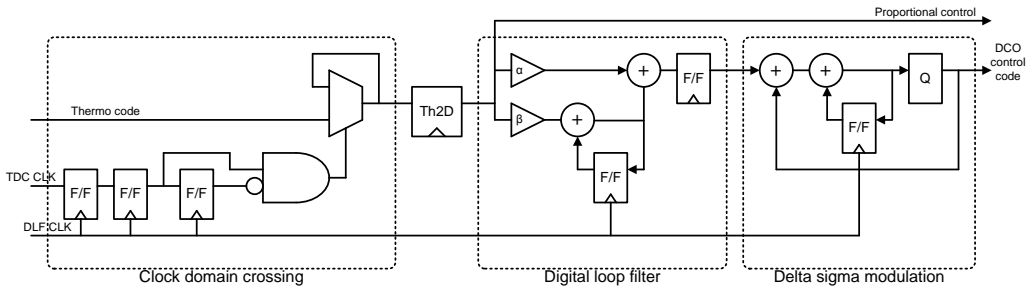 Proportional control
DCO
control
code
α
F/F
Q
Thermo code
Th2D
β
F/F
F/F
TDC CLK
F/F
F/F
F/F
DLF CLK
Clock domain crossing
Digital loop filter
Delta sigma modulation